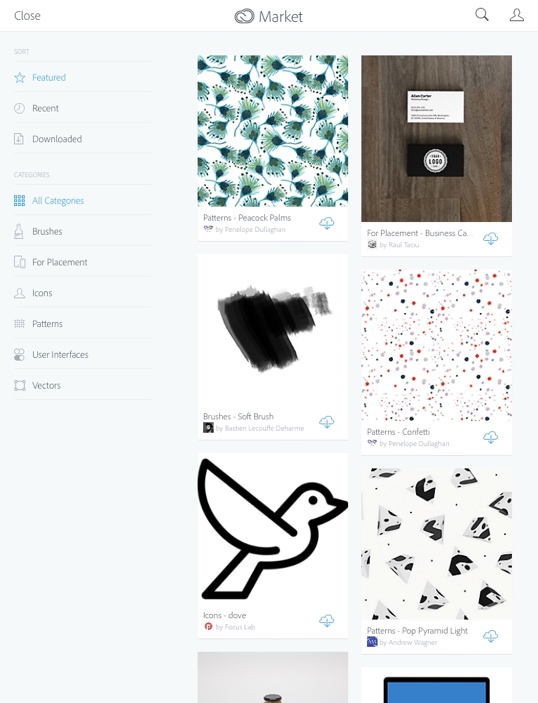 Close
Market
SORT
Featured
Recent
Downloaded
CATEGORIES
All Categories
Brushes
For Placement
Icons
Patterns
User Interfaces
Vectors
Patterns - Peacock Palms
by Penelope Dullaghan
Adam Carter
YOUR
LOGO
For Placement - Business Ca...
by Raul Taciu
Brushes - Soft Brush
by Bastien Lecouffe Deharme
Patterns - Confetti
by Penelope Dullaghan
Icons - dove
by Focus Lab
Patterns - Pop Pyramid Light
by Andrew Wagner